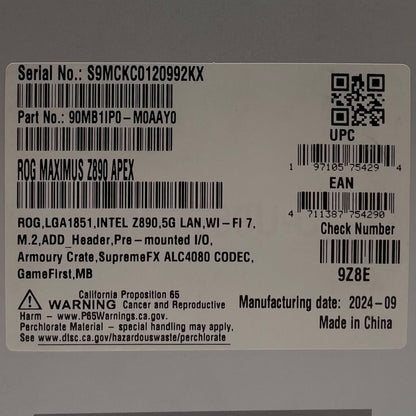 Serial No.: S9MCKC0120992KX
Part No.: 90MB1IP0-M0AAY0
UPC
1 97105 75429 4
ROG MAXIMUS Z890 APEX
EAN
4 711387 754290
ROG,LGA1851,INTEL Z890,5G LAN,WI-FI 7,
M.2,ADD_Header,Pre-mounted I/O,
Armoury Crate,SupremeFX ALC4080 CODEC,
GameFirst,MB
Check Number
9Z8E
California Proposition 65
WARNING Cancer and Reproductive
Harm - www.P65Warnings.ca.gov.
Perchlorate Material - special handling may apply,
See www.dtsc.ca.gov/hazardouswaste/perchlorate
Manufacturing date: 2024-09
Made in China